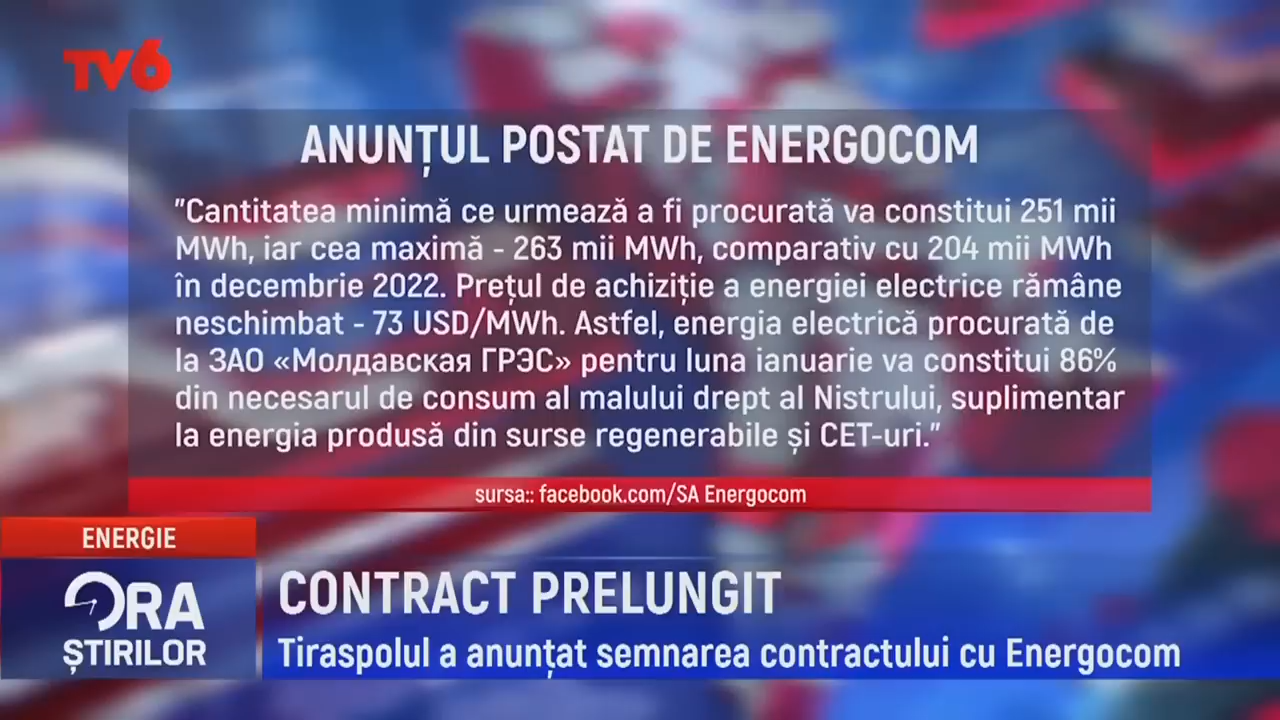 TV6
ANUNȚUL POSTAT DE ENERGOCOM
"Cantitatea minimă ce urmează a fi procurată va constitui 251 mii
MWh, iar cea maximă - 263 mii MWh, comparativ cu 204 mii MWh
în decembrie 2022. Prețul de achiziție a energiei electrice rămâne
neschimbat - 73 USD/MWh. Astfel, energia electrică procurată de
la ЗАО «Молдавская ГРЭС» pentru luna ianuarie va constitui 86%
din necesarul de consum al malului drept al Nistrului, suplimentar
la energia produsă din surse regenerabile și CET-uri."
sursa:: facebook.com/SA Energocom
ENERGIE
ORA
ȘTIRILOR
CONTRACT PRELUNGIT
Tiraspolul a anunțat semnarea contractului cu Energocom